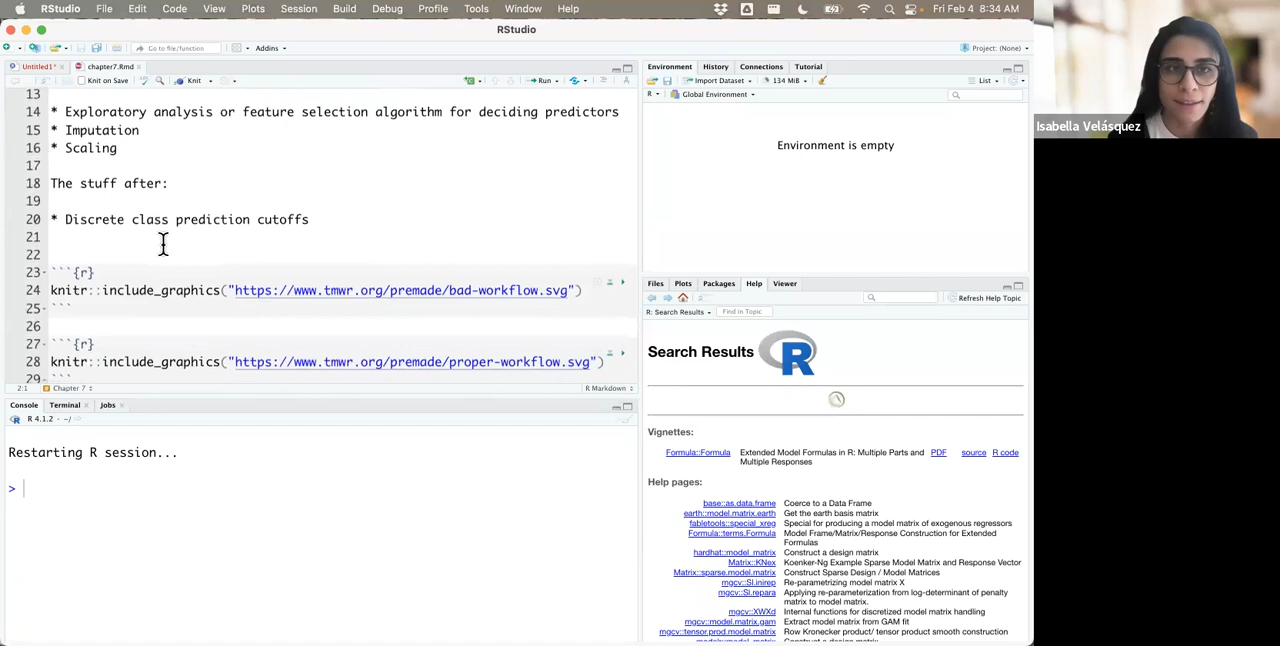 RStudio File Edit Code View Plots Session Build Debug Profile Tools Window Help Fri Feb 4 8:34 AM
RStudio
Go to file/function Addins Project: (None)
Untitled1* chapter7.Rmd
Knit on Save Knit Run
13
14 * Exploratory analysis or feature selection algorithm for deciding predictors
15 * Imputation
16 * Scaling
17
18 The stuff after:
19
20 * Discrete class prediction cutoffs
21
22
23 ```{r}
24 knitr::include_graphics("https://www.tmwr.org/premade/bad-workflow.svg")
25 ```
26
27 ```{r}
28 knitr::include_graphics("https://www.tmwr.org/premade/proper-workflow.svg")
29 ```
2:1 Chapter 7 R Markdown
Console Terminal Jobs
R 4.1.2 · ~/
Restarting R session...
>
Environment History Connections Tutorial
Import Dataset 134 MiB List
R Global Environment
Environment is empty
Files Plots Packages Help Viewer
Refresh Help Topic
R: Search Results Find in Topic
Search Results R
Vignettes:
Formula::Formula Extended Model Formulas in R: Multiple Parts and Multiple Responses PDF source R code
Help pages:
base::as.data.frame Coerce to a Data Frame
earth::model.matrix.earth Get the earth basis matrix
fabletools::special_xreg Special for producing a model matrix of exogenous regressors
Formula::terms.Formula Model Frame/Matrix/Response Construction for Extended Formulas
hardhat::model_matrix Construct a design matrix
Matrix::KNex Koenker-Ng Example Sparse Model Matrix and Response Vector
Matrix::sparse.model.matrix Construct Sparse Design / Model Matrices
mgcv::Sl.inirep Re-parametrizing model matrix X
mgcv::Sl.repara Applying re-parameterization from log-determinant of penalty matrix to model matrix.
mgcv::XWXd Internal functions for discretized model matrix handling
mgcv::model.matrix.gam Extract model matrix from GAM fit
mgcv::tensor.prod.model.matrix Row Kronecker product/ tensor product smooth construction
Isabella Velásquez